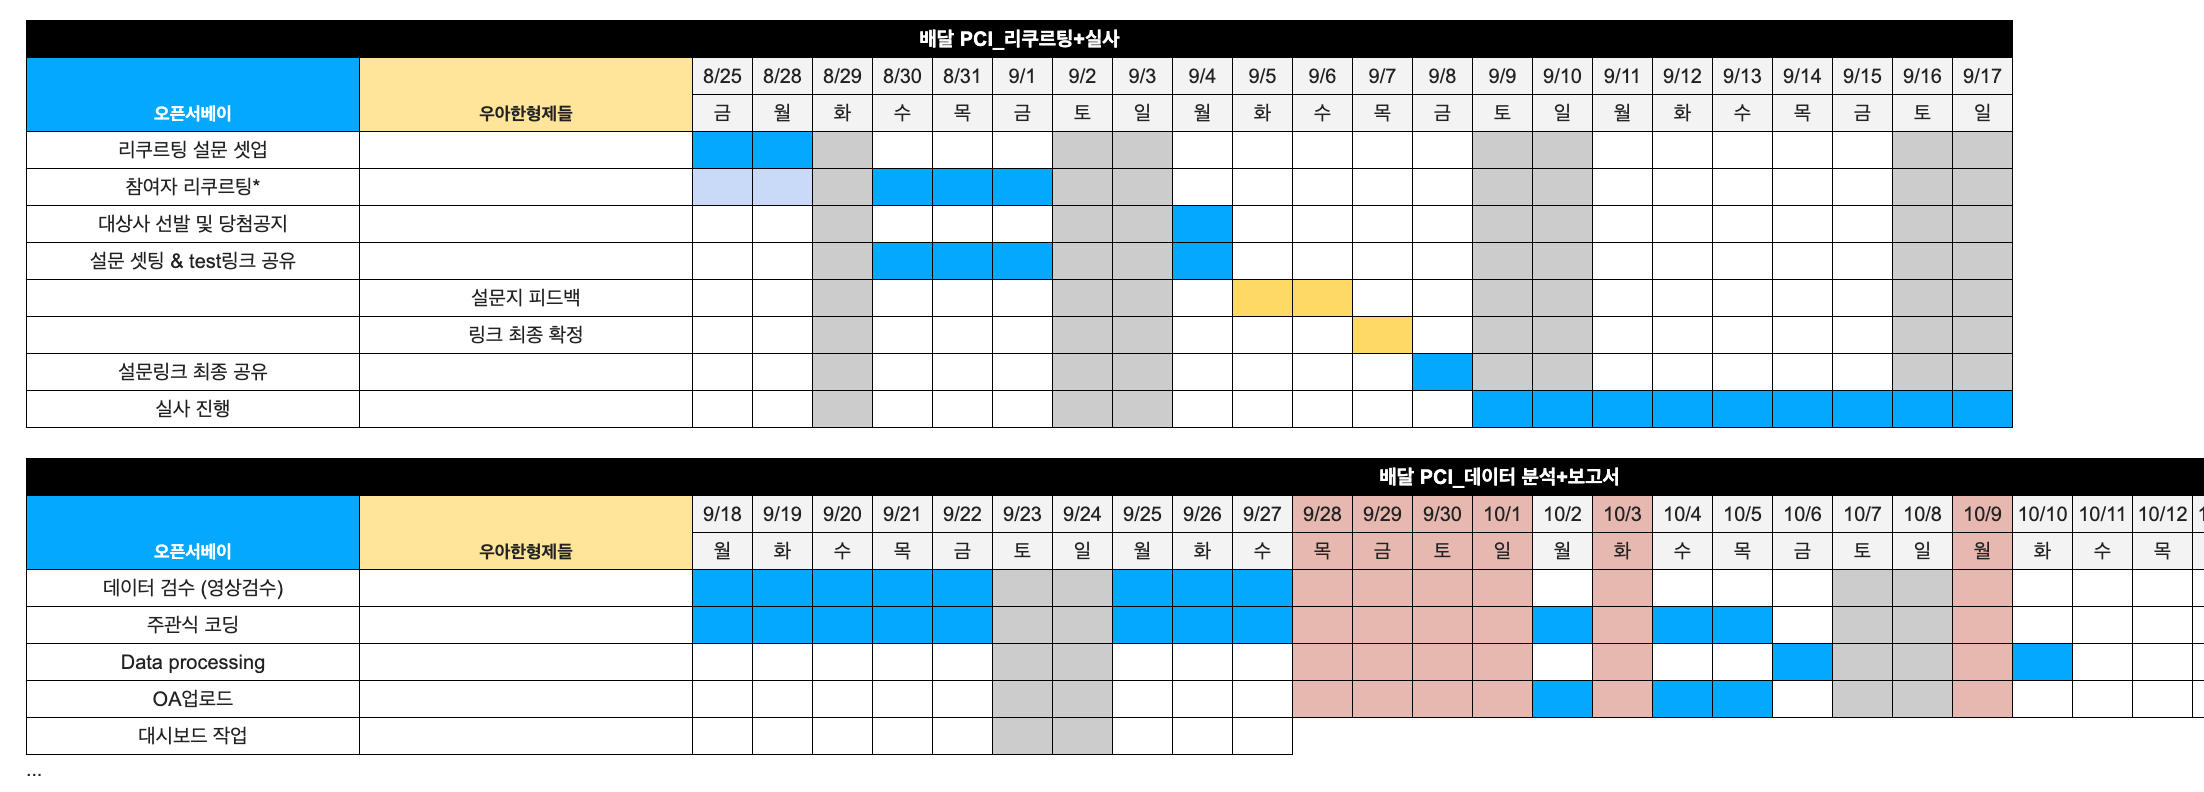 배달 PCI_리쿠르팅+실사
오픈서베이 우아한형제들 8/25 8/28 8/29 8/30 8/31 9/1 9/2 9/3 9/4 9/5 9/6 9/7 9/8 9/9 9/10 9/11 9/12 9/13 9/14 9/15 9/16 9/17
금 월 화 수 목 금 토 일 월 화 수 목 금 토 일 월 화 수 목 금 토 일
리쿠르팅 설문 셋업
참여자 리쿠르팅*
대상사 선발 및 당첨공지
설문 셋팅 & test링크 공유
설문지 피드백
링크 최종 확정
설문링크 최종 공유
실사 진행
배달 PCI_데이터 분석+보고서
오픈서베이 우아한형제들 9/18 9/19 9/20 9/21 9/22 9/23 9/24 9/25 9/26 9/27 9/28 9/29 9/30 10/1 10/2 10/3 10/4 10/5 10/6 10/7 10/8 10/9 10/10 10/11 10/12
월 화 수 목 금 토 일 월 화 수 목 금 토 일 월 화 수 목 금 토 일 월 화 수 목
데이터 검수 (영상검수)
주관식 코딩
Data processing
OA업로드
대시보드 작업
...